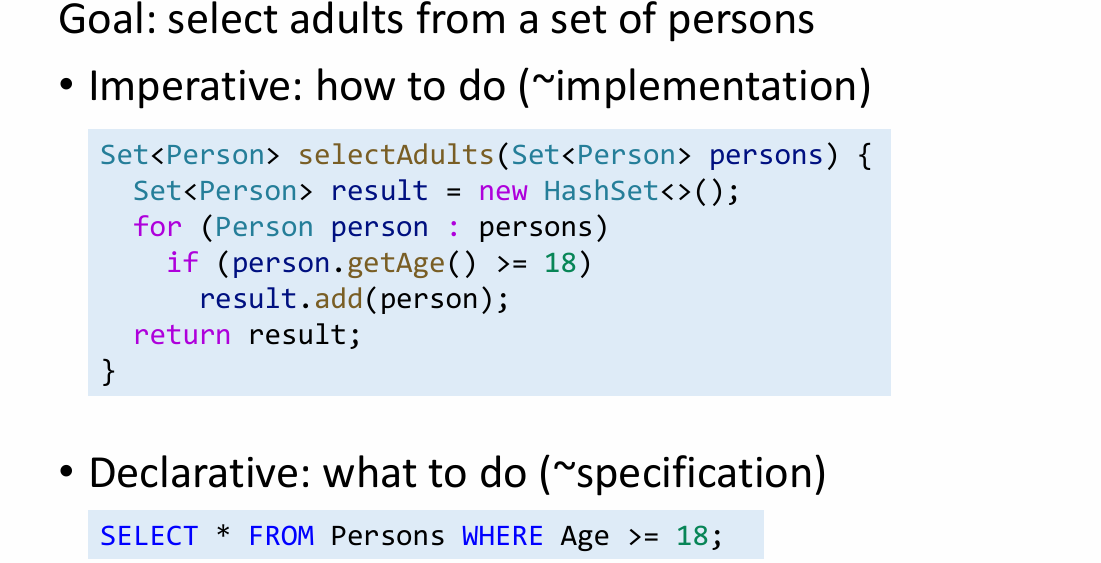 Goal: select adults from a set of persons
• Imperative: how to do (~implementation)
Set<Person> selectAdults(Set<Person> persons) {
  Set<Person> result = new HashSet<>();
  for (Person person : persons)
    if (person.getAge() >= 18)
      result.add(person);
  return result;
}
• Declarative: what to do (~specification)
SELECT * FROM Persons WHERE Age >= 18;